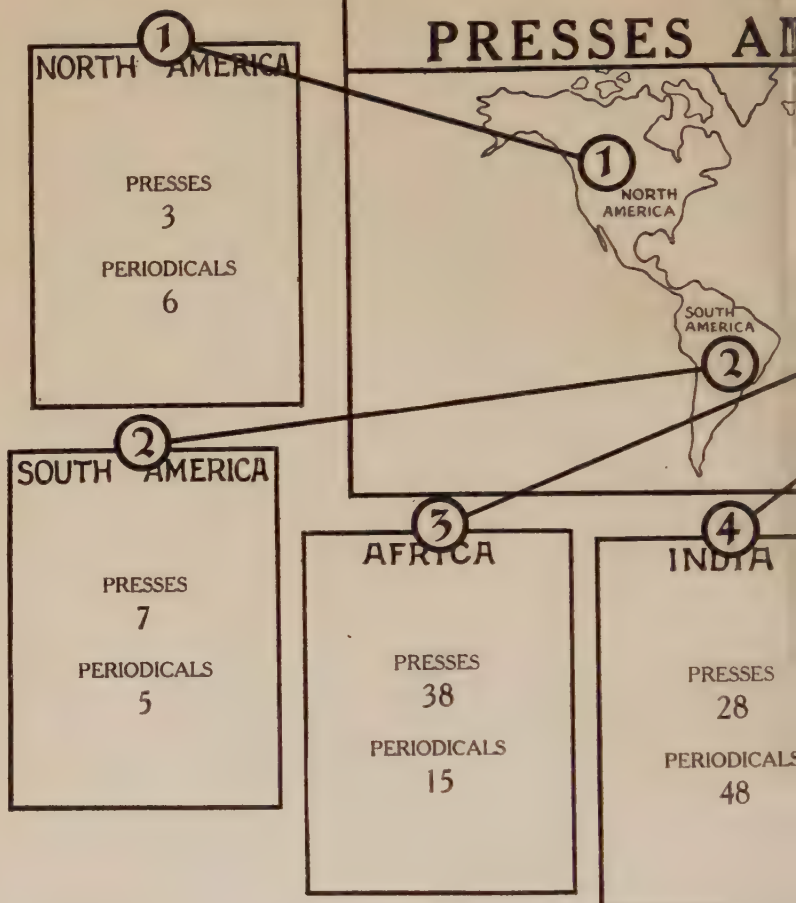 PRESSES
1
NORTH AMERICA
PRESSES
3
PERIODICALS
6
1
NORTH
AMERICA
SOUTH
AMERICA
2
2
SOUTH AMERICA
PRESSES
7
PERIODICALS
5
3
AFRICA
PRESSES
38
PERIODICALS
15
4
INDIA
PRESSES
28
PERIODICALS
48